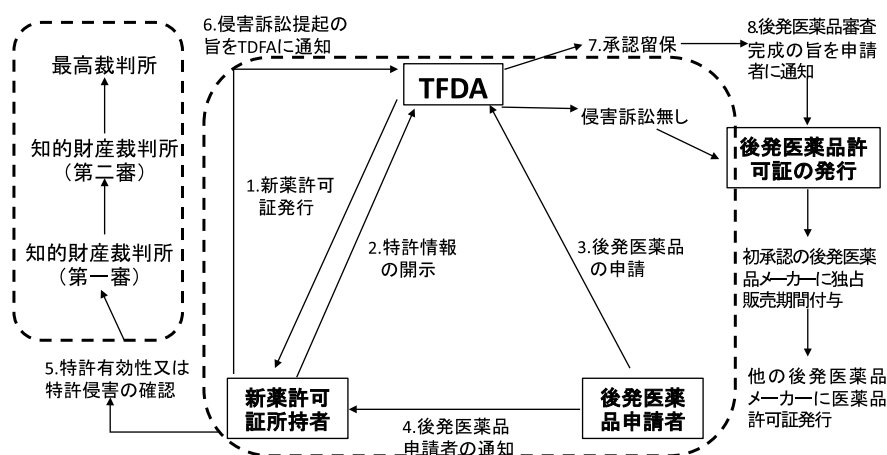 6.侵害訴訟提起の
旨をTDFAに通知
7.承認留保
8.後発医薬品審査
完成の旨を申請
者に通知
最高裁判所
TFDA
侵害訴訟無し
知的財産裁判所
(第二審)
後発医薬品許
可証の発行
1.新薬許可
証発行
2.特許情報
の開示
3.後発医薬品
の申請
知的財産裁判所
(第一審)
初承認の後発医薬
品メーカーに独占
販売期間付与
5.特許有効性又は
特許侵害の確認
新薬許可
証所持者
後発医薬
品申請者
他の後発医薬品
メーカーに医薬品
許可証発行
4.後発医薬品
申請者の通知